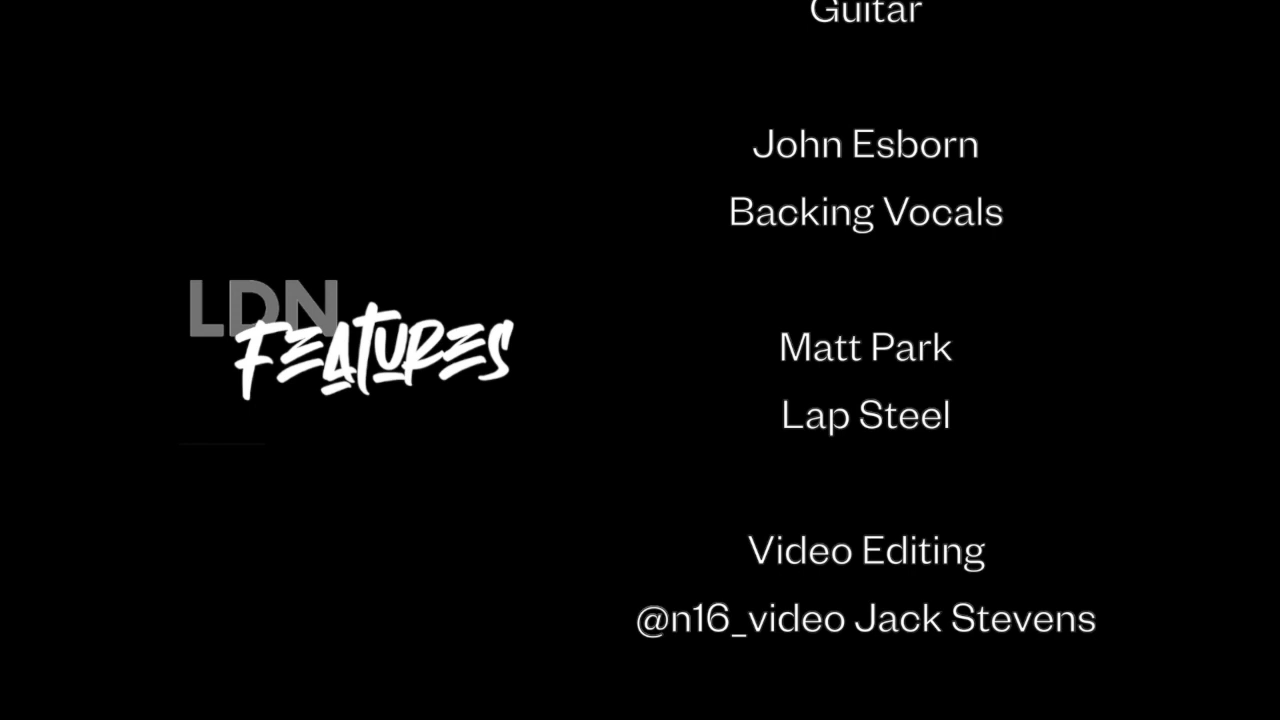 Guitar
John Esborn
Backing Vocals
LDN
FEATURES
Matt Park
Lap Steel
Video Editing
@n16_video Jack Stevens